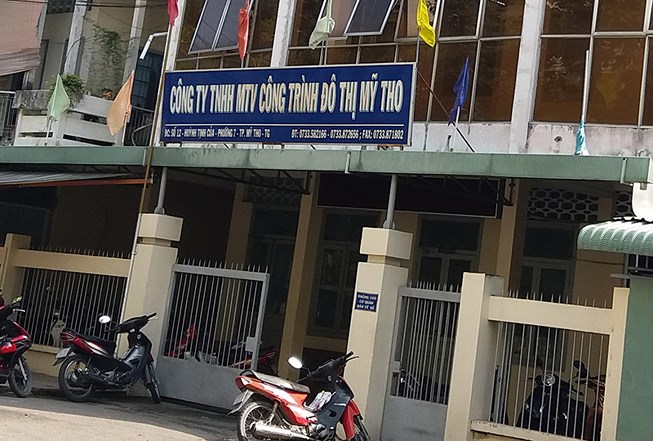 CÔNG TY TNHH MTV CÔNG TRÌNH ĐÔ THỊ MỸ THO
ĐC: SỐ 12 - HUỲNH TỊNH CỦA - PHƯỜNG 7 - TP. MỸ THO - TG
ĐT: 0733.582166 - 0733.872656 ; FAX: 0733.871802